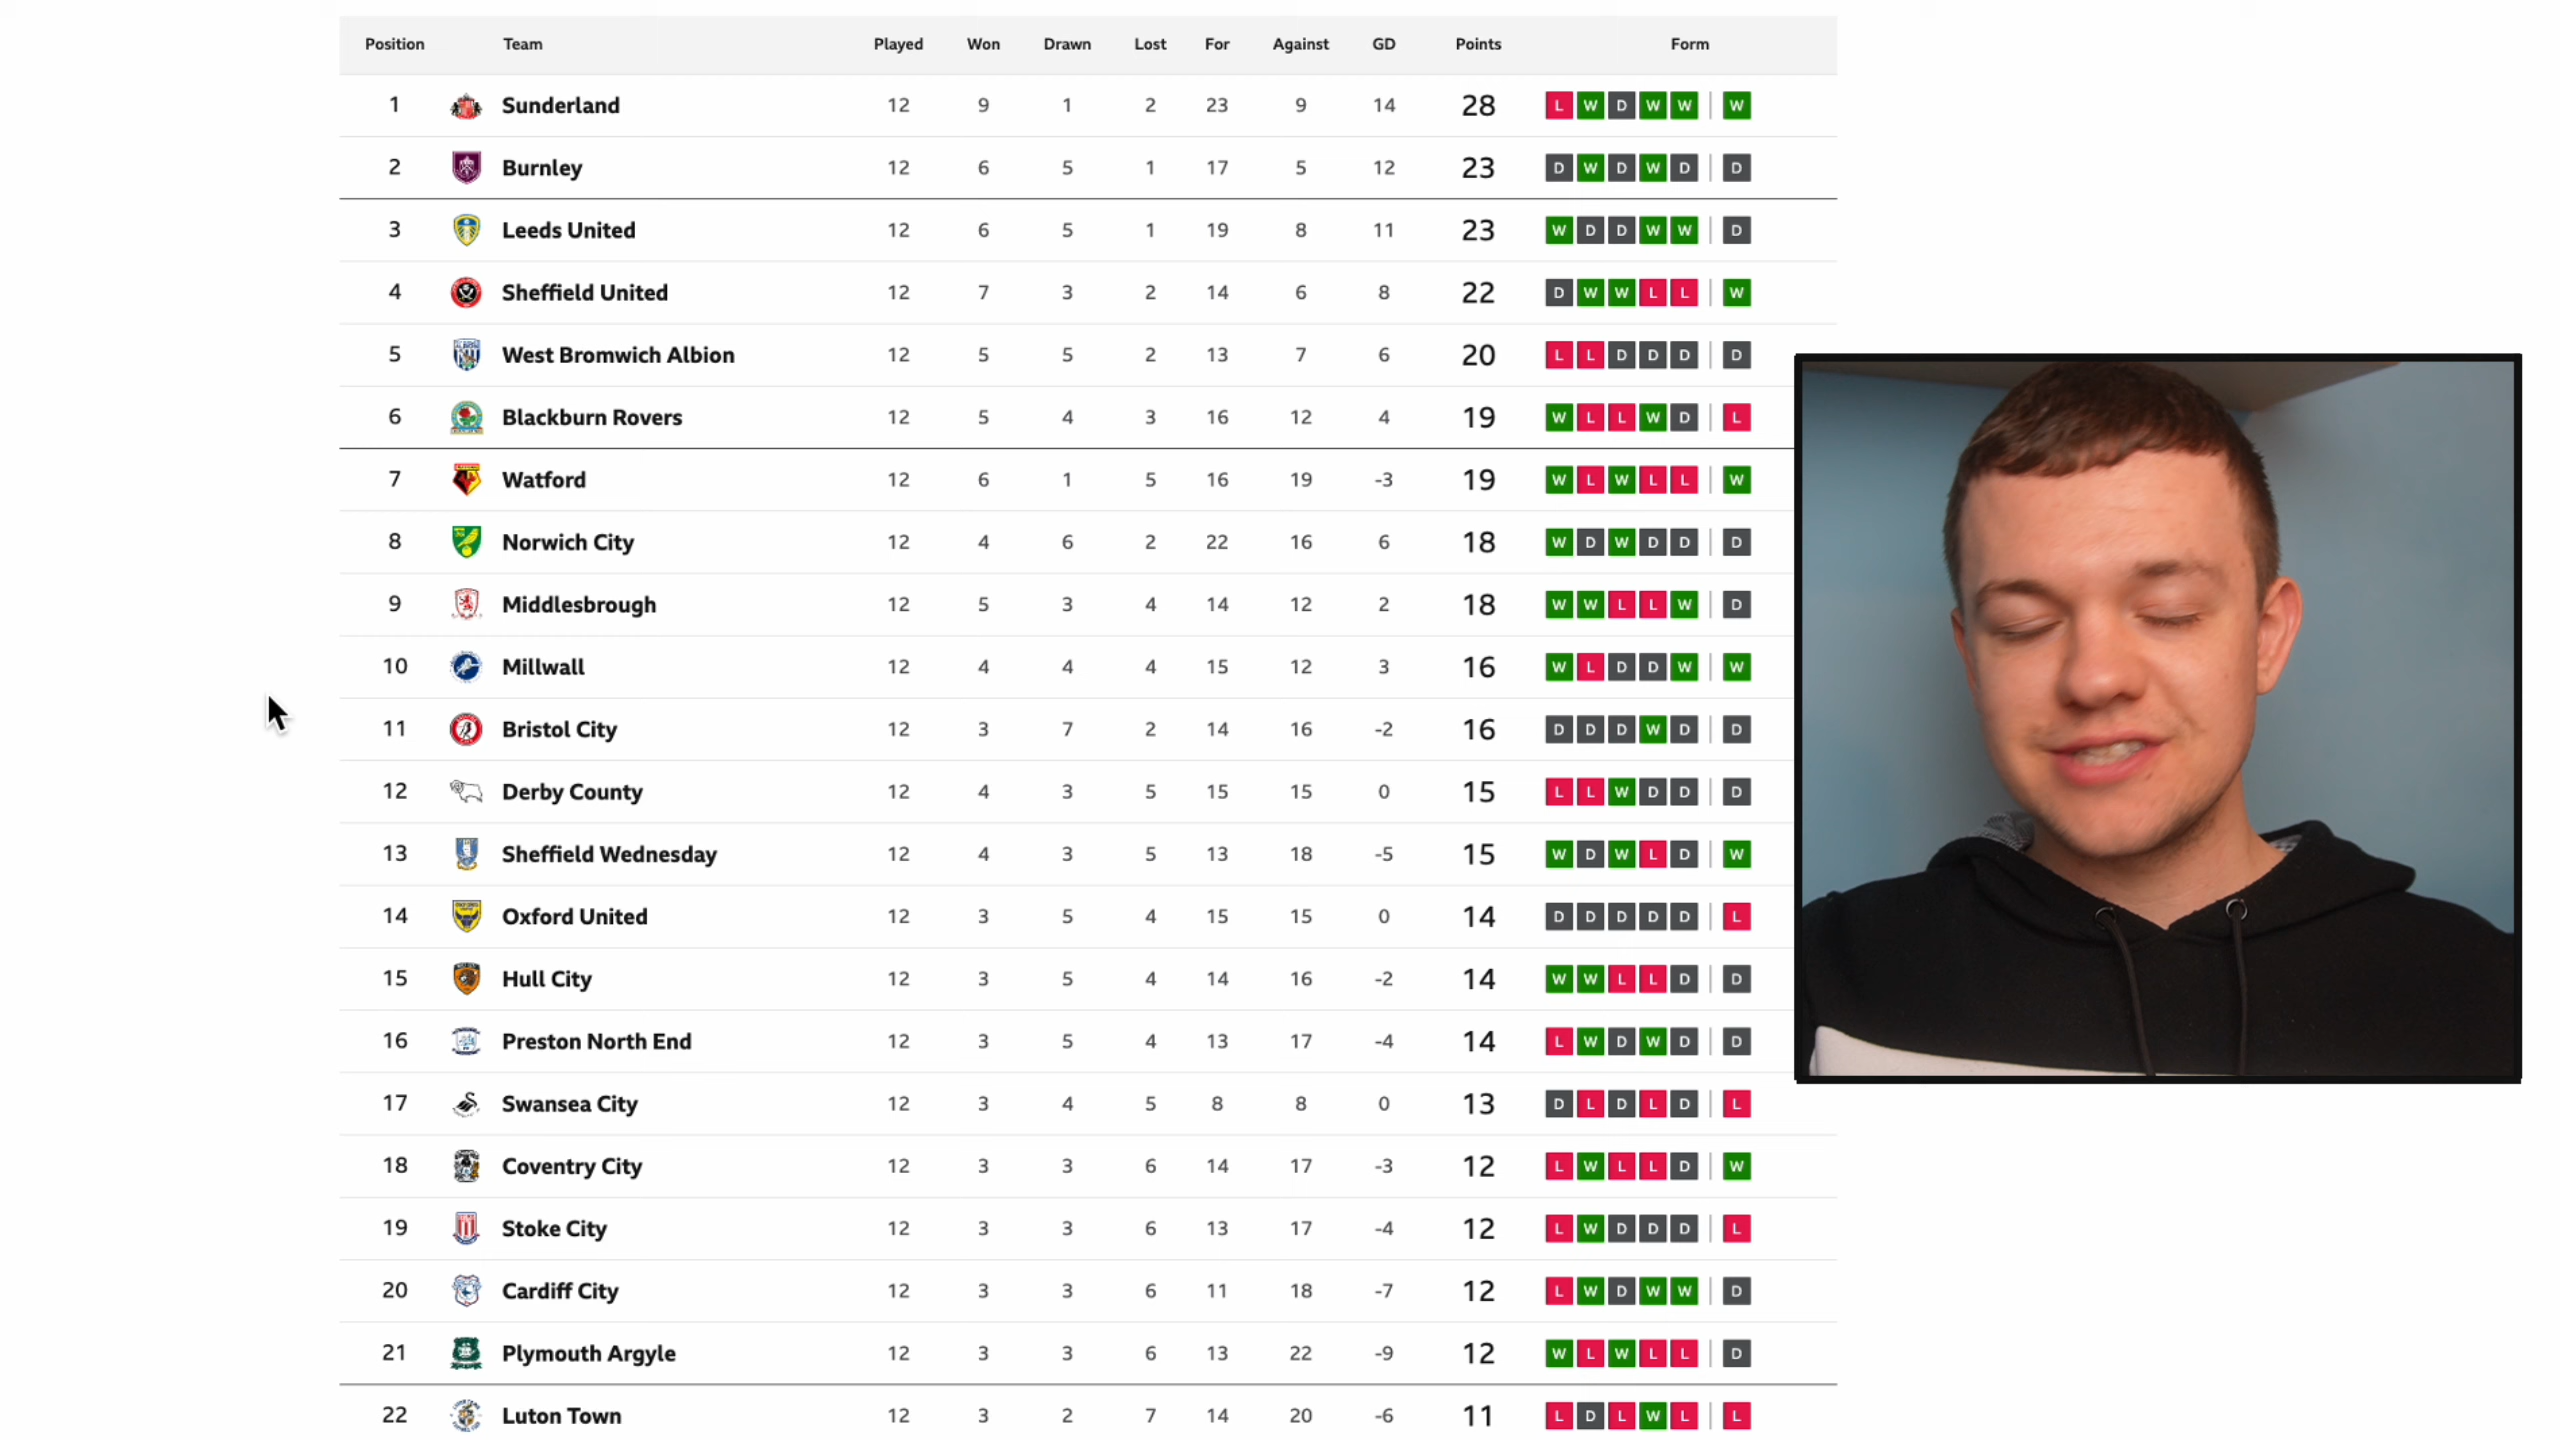 Position Team Played Won Drawn Lost For Against GD Points Form
1 Sunderland 12 9 1 2 23 9 14 28 L W D W W W
2 Burnley 12 6 5 1 17 5 12 23 D W D W D D
3 Leeds United 12 6 5 1 19 8 11 23 W D D W W D
4 Sheffield United 12 7 3 2 14 6 8 22 D W W L L W
5 West Bromwich Albion 12 5 5 2 13 7 6 20 L L D D D D
6 Blackburn Rovers 12 5 4 3 16 12 4 19 W L L W D L
7 Watford 12 6 1 5 16 19 -3 19 W L W L L W
8 Norwich City 12 4 6 2 22 16 6 18 W D W D D D
9 Middlesbrough 12 5 3 4 14 12 2 18 W W L L W D
10 Millwall 12 4 4 4 15 12 3 16 W L D D W W
11 Bristol City 12 3 7 2 14 16 -2 16 D D D W D D
12 Derby County 12 4 3 5 15 15 0 15 L L W D D D
13 Sheffield Wednesday 12 4 3 5 13 18 -5 15 W D W L D W
14 Oxford United 12 3 5 4 15 15 0 14 D D D D D L
15 Hull City 12 3 5 4 14 16 -2 14 W W L L D D
16 Preston North End 12 3 5 4 13 17 -4 14 L W D W D D
17 Swansea City 12 3 4 5 8 8 0 13 D L D L D L
18 Coventry City 12 3 3 6 14 17 -3 12 L W L L D W
19 Stoke City 12 3 3 6 13 17 -4 12 L W D D D L
20 Cardiff City 12 3 3 6 11 18 -7 12 L W D W W D
21 Plymouth Argyle 12 3 3 6 13 22 -9 12 W L W L L D
22 Luton Town 12 3 2 7 14 20 -6 11 L D L W L L